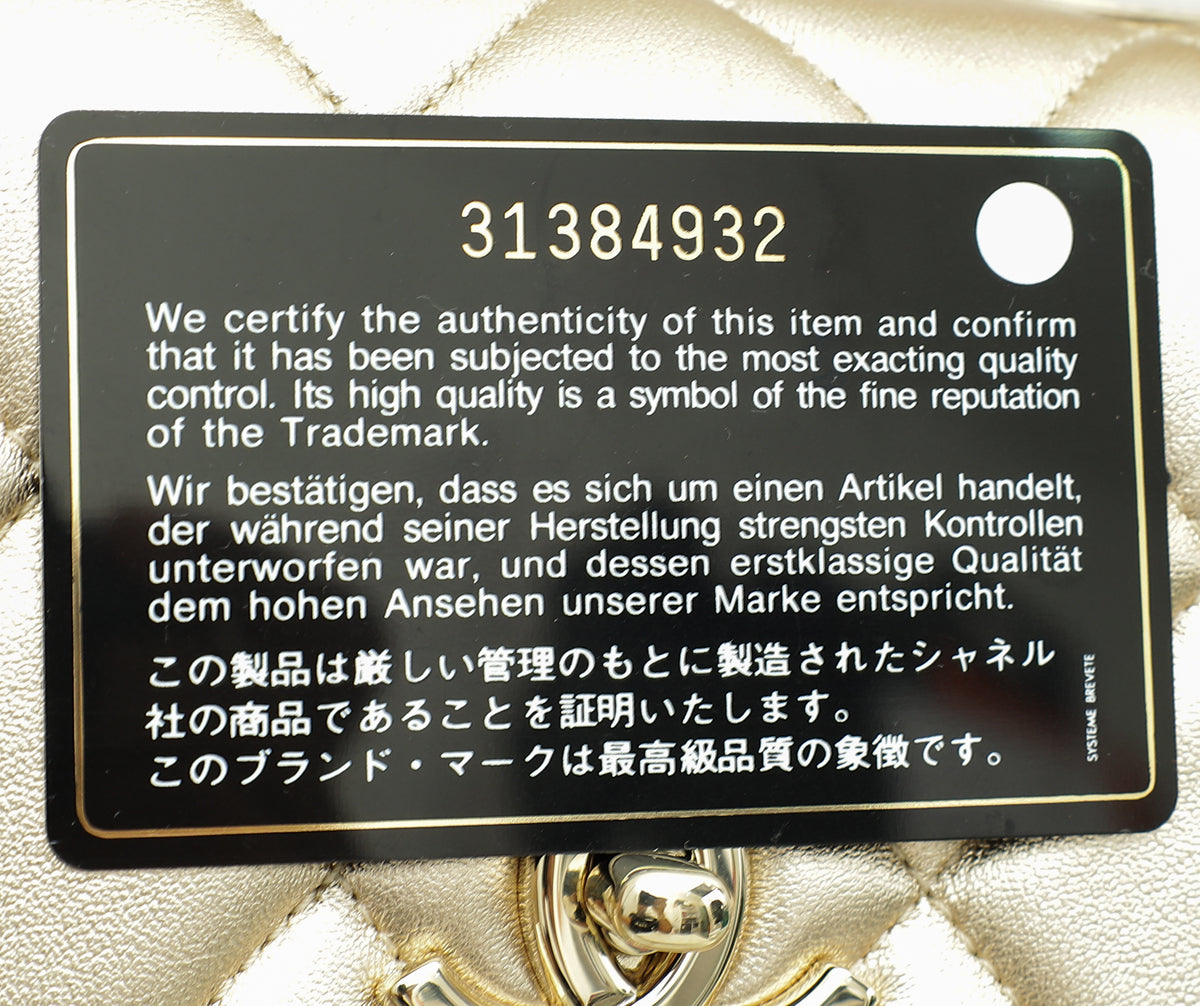 31384932
We certify the authenticity of this item and confirm
that it has been subjected to the most exacting quality
control. Its high quality is a symbol of the fine reputation
of the Trademark.
Wir bestätigen, dass es sich um einen Artikel handelt,
der während seiner Herstellung strengsten Kontrollen
unterworfen war, und dessen erstklassige Qualität
dem hohen Ansehen unserer Marke entspricht.
この製品は厳しい管理のもとに製造されたシャネル
社の商品であることを証明いたします。
このブランド・マークは最高級品質の象徴です。
SYSTEME BREVETE